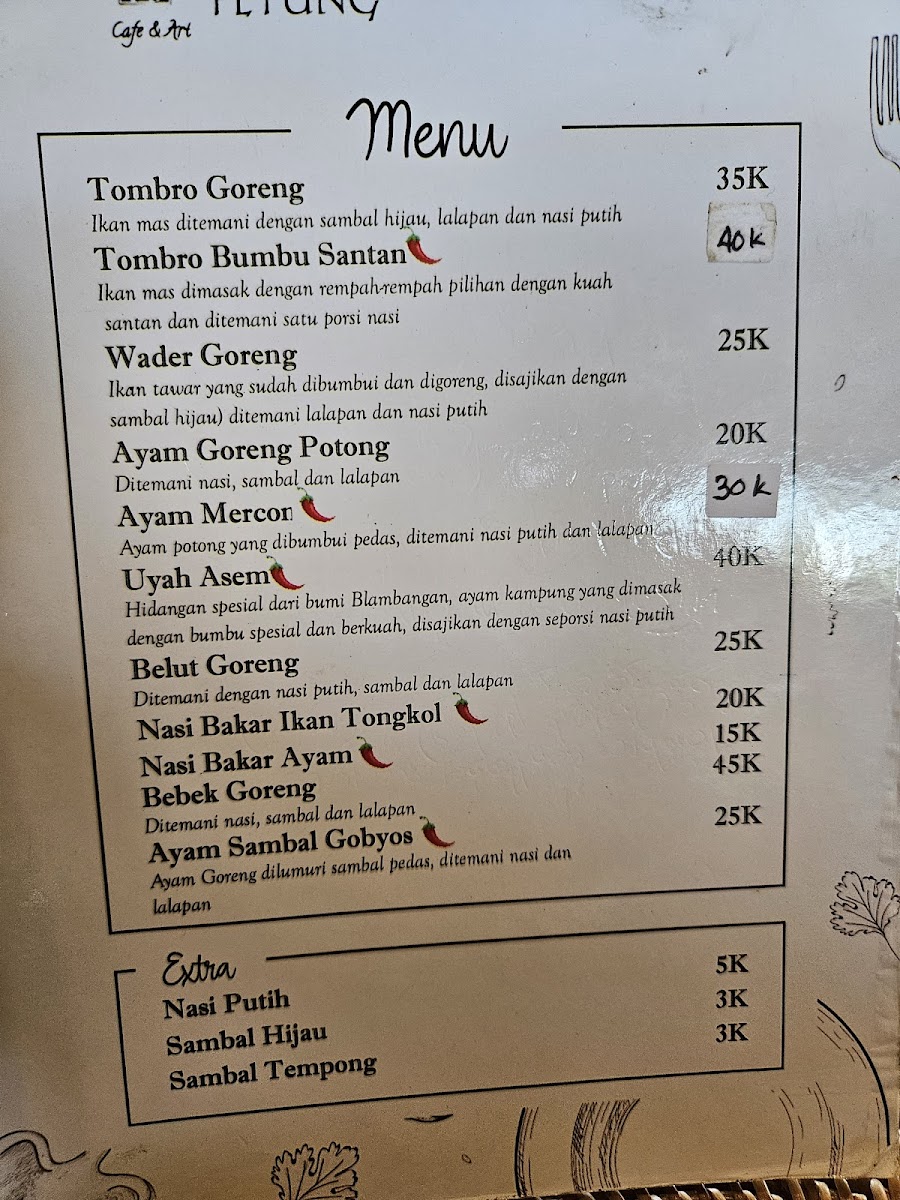 Cafe & Art
Menu
Tombro Goreng 35K
Ikan mas ditemani dengan sambal hijau, lalapan dan nasi putih
Tombro Bumbu Santan 40k
Ikan mas dimasak dengan rempah-rempah pilihan dengan kuah
santan dan ditemani satu porsi nasi
Wader Goreng 25K
Ikan tawar yang sudah dibumbui dan digoreng, disajikan dengan
sambal hijau) ditemani lalapan dan nasi putih
Ayam Goreng Potong 20K
Ditemani nasi, sambal dan lalapan
Ayam Mercon 30k
Ayam potong yang dibumbui pedas, ditemani nasi putih dan lalapan
Uyah Asem 40K
Hidangan spesial dari bumi Blambangan, ayam kampung yang dimasak
dengan bumbu spesial dan berkuah, disajikan dengan seporsi nasi putih
Belut Goreng 25K
Ditemani dengan nasi putih, sambal dan lalapan
Nasi Bakar Ikan Tongkol 20K
Nasi Bakar Ayam 15K
Bebek Goreng 45K
Ditemani nasi, sambal dan lalapan
Ayam Sambal Gobyos 25K
Ayam Goreng dilumuri sambal pedas, ditemani nasi dan
lalapan
Extra
Nasi Putih 5K
Sambal Hijau 3K
Sambal Tempong 3K